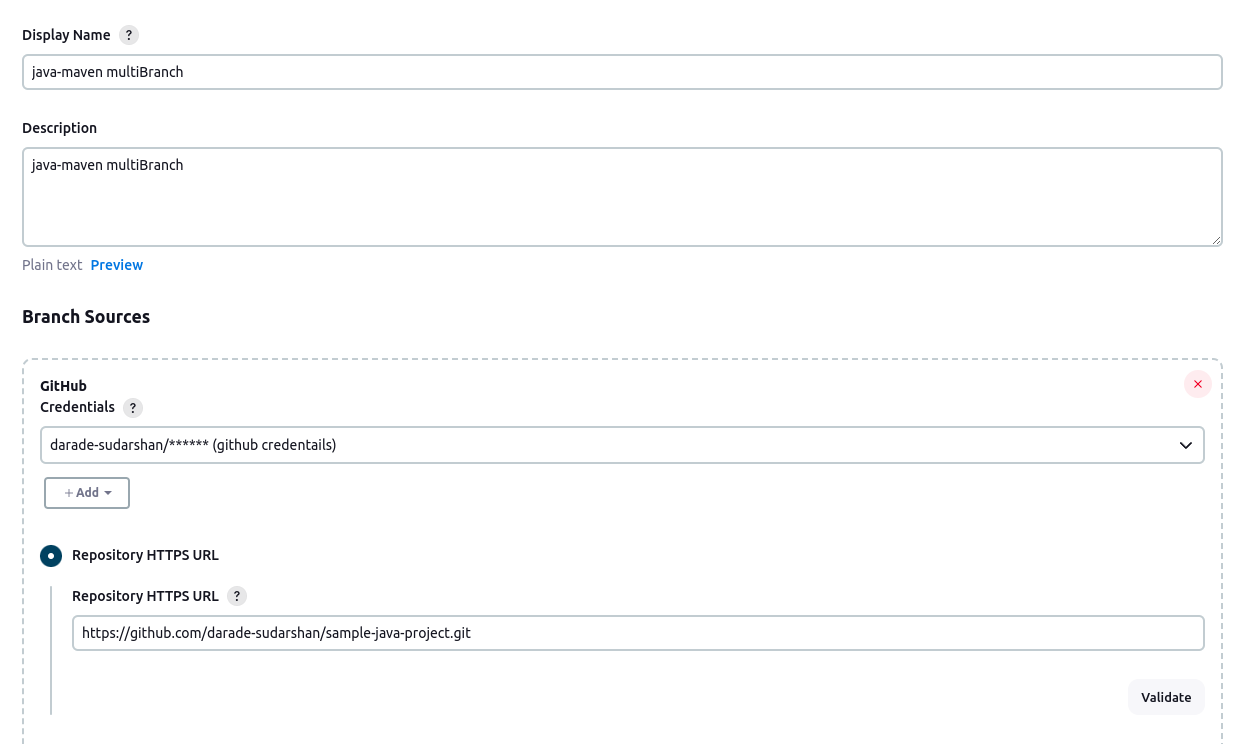 Display Name ?
java-maven multiBranch
Description
java-maven multiBranch
Plain text Preview
Branch Sources
GitHub
Credentials ?
darade-sudarshan/****** (github credentails)
+ Add
Repository HTTPS URL
Repository HTTPS URL ?
https://github.com/darade-sudarshan/sample-java-project.git
Validate